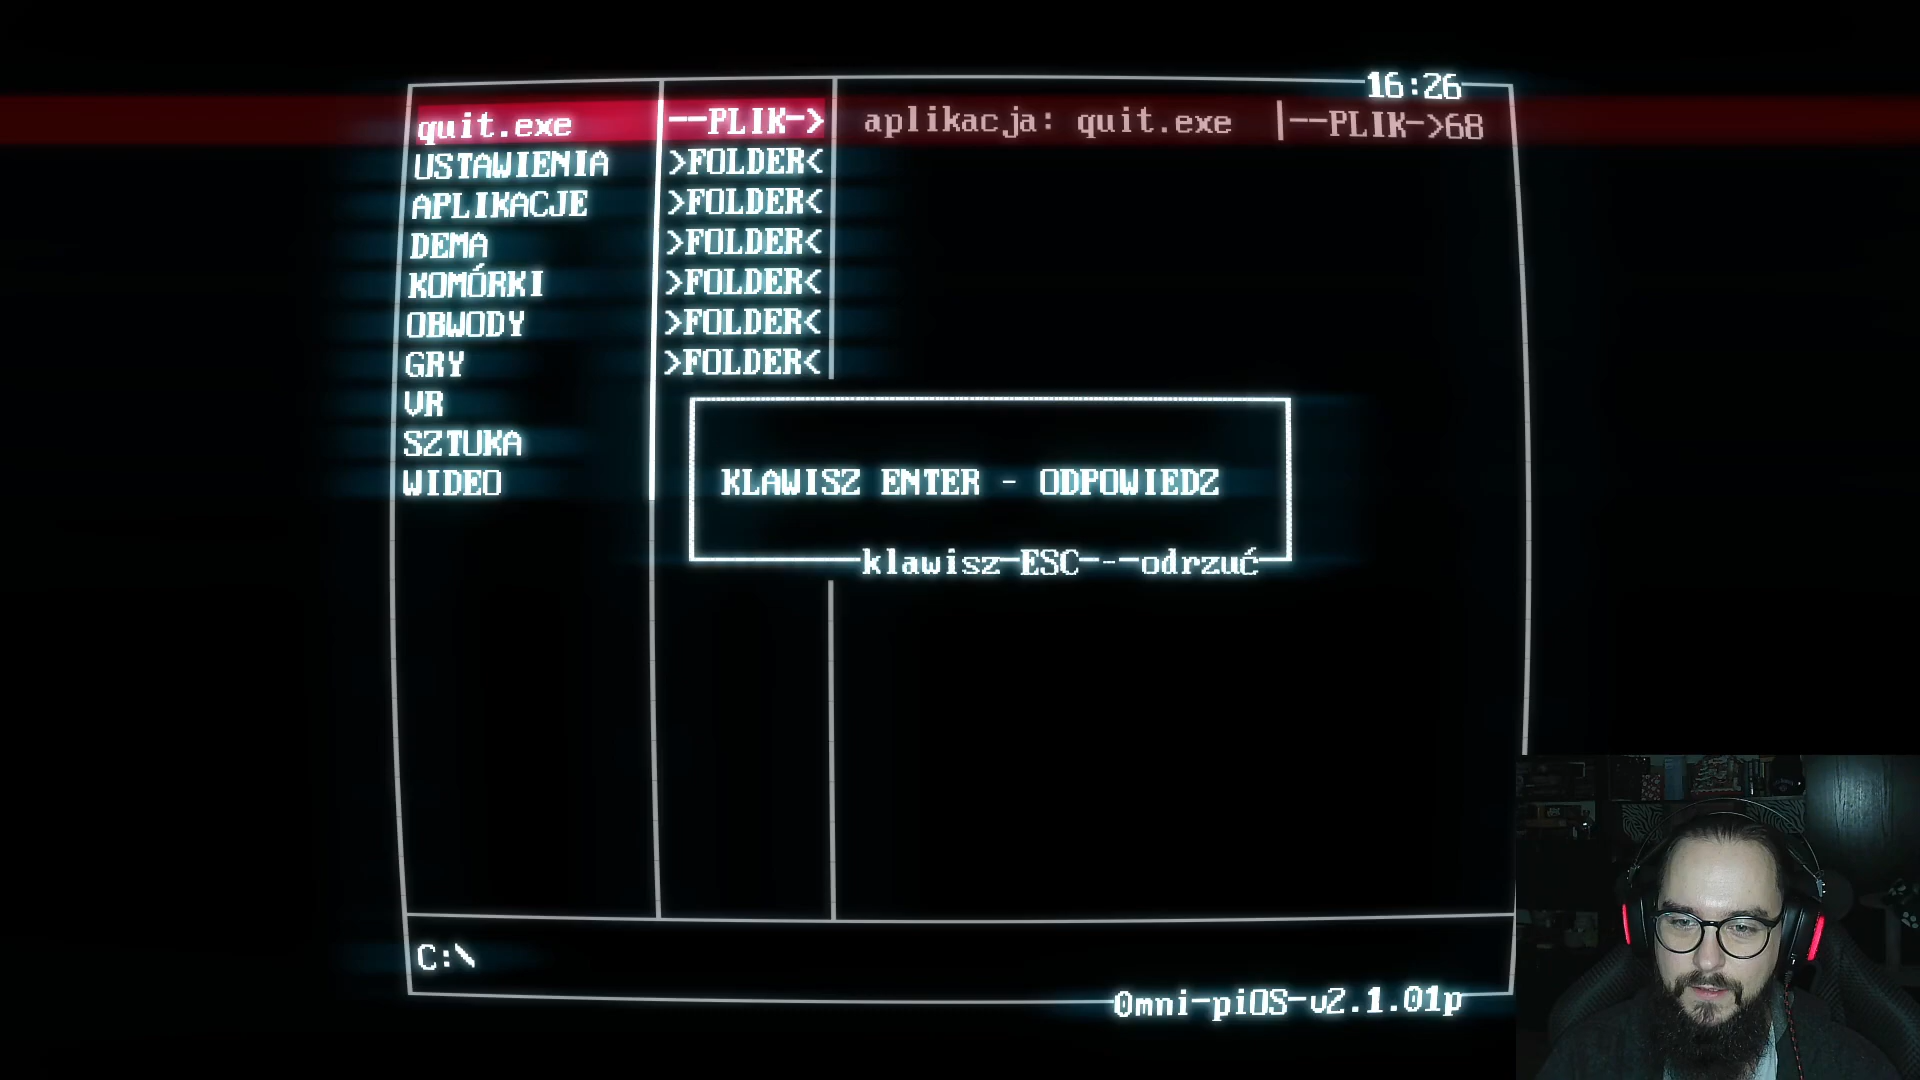 16:26
quit.exe --PLIK-> aplikacja: quit.exe |--PLIK->68
USTAWIENIA >FOLDER<
APLIKACJE >FOLDER<
DEMA >FOLDER<
KOMÓRKI >FOLDER<
OBWODY >FOLDER<
GRY >FOLDER<
VR
SZTUKA
WIDEO
KLAWISZ ENTER - ODPOWIEDZ
klawisz ESC - odrzuć
C:\
Omni-piOS-v2.1.01p